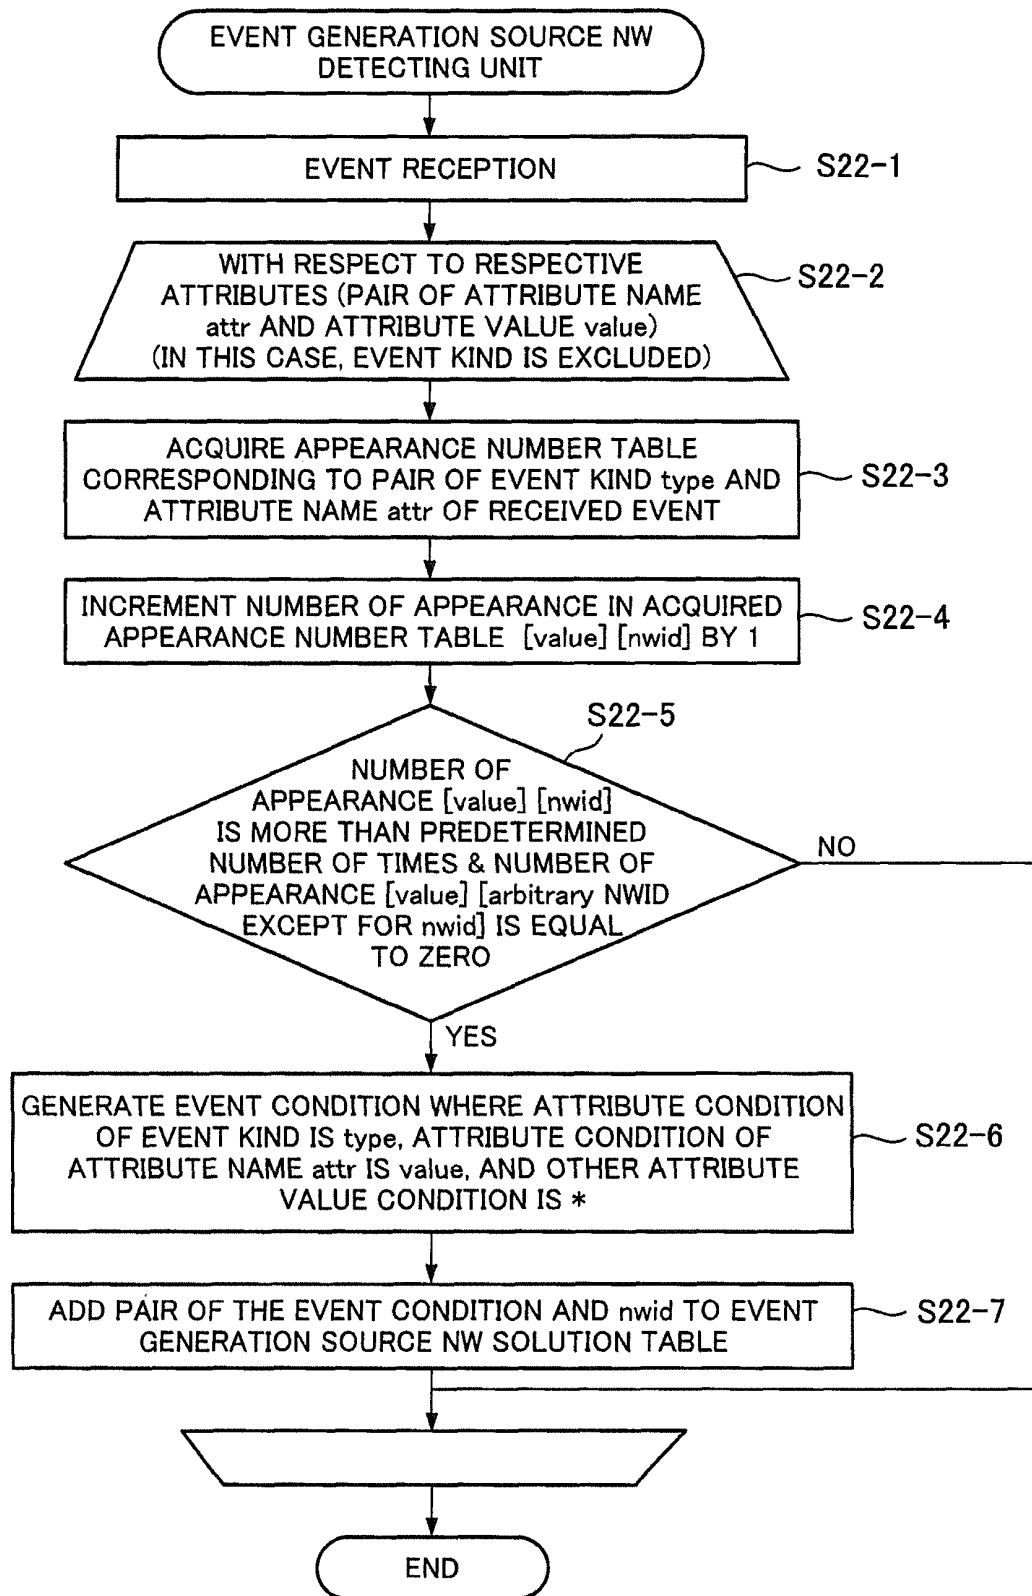 EVENT GENERATION SOURCE NW
DETECTING UNIT
EVENT RECEPTION
S22-1
WITH RESPECT TO RESPECTIVE
ATTRIBUTES (PAIR OF ATTRIBUTE NAME
attr AND ATTRIBUTE VALUE value)
(IN THIS CASE, EVENT KIND IS EXCLUDED)
S22-2
ACQUIRE APPEARANCE NUMBER TABLE
CORRESPONDING TO PAIR OF EVENT KIND type AND
ATTRIBUTE NAME attr OF RECEIVED EVENT
S22-3
INCREMENT NUMBER OF APPEARANCE IN ACQUIRED
APPEARANCE NUMBER TABLE [value] [nwid] BY 1
S22-4
S22-5
NUMBER OF
APPEARANCE [value] [nwid]
IS MORE THAN PREDETERMINED
NUMBER OF TIMES & NUMBER OF
APPEARANCE [value] [arbitrary NWID
EXCEPT FOR nwid] IS EQUAL
TO ZERO
NO
YES
GENERATE EVENT CONDITION WHERE ATTRIBUTE CONDITION
OF EVENT KIND IS type, ATTRIBUTE CONDITION OF
ATTRIBUTE NAME attr IS value, AND OTHER ATTRIBUTE
VALUE CONDITION IS *
S22-6
ADD PAIR OF THE EVENT CONDITION AND nwid TO EVENT
GENERATION SOURCE NW SOLUTION TABLE
S22-7
END